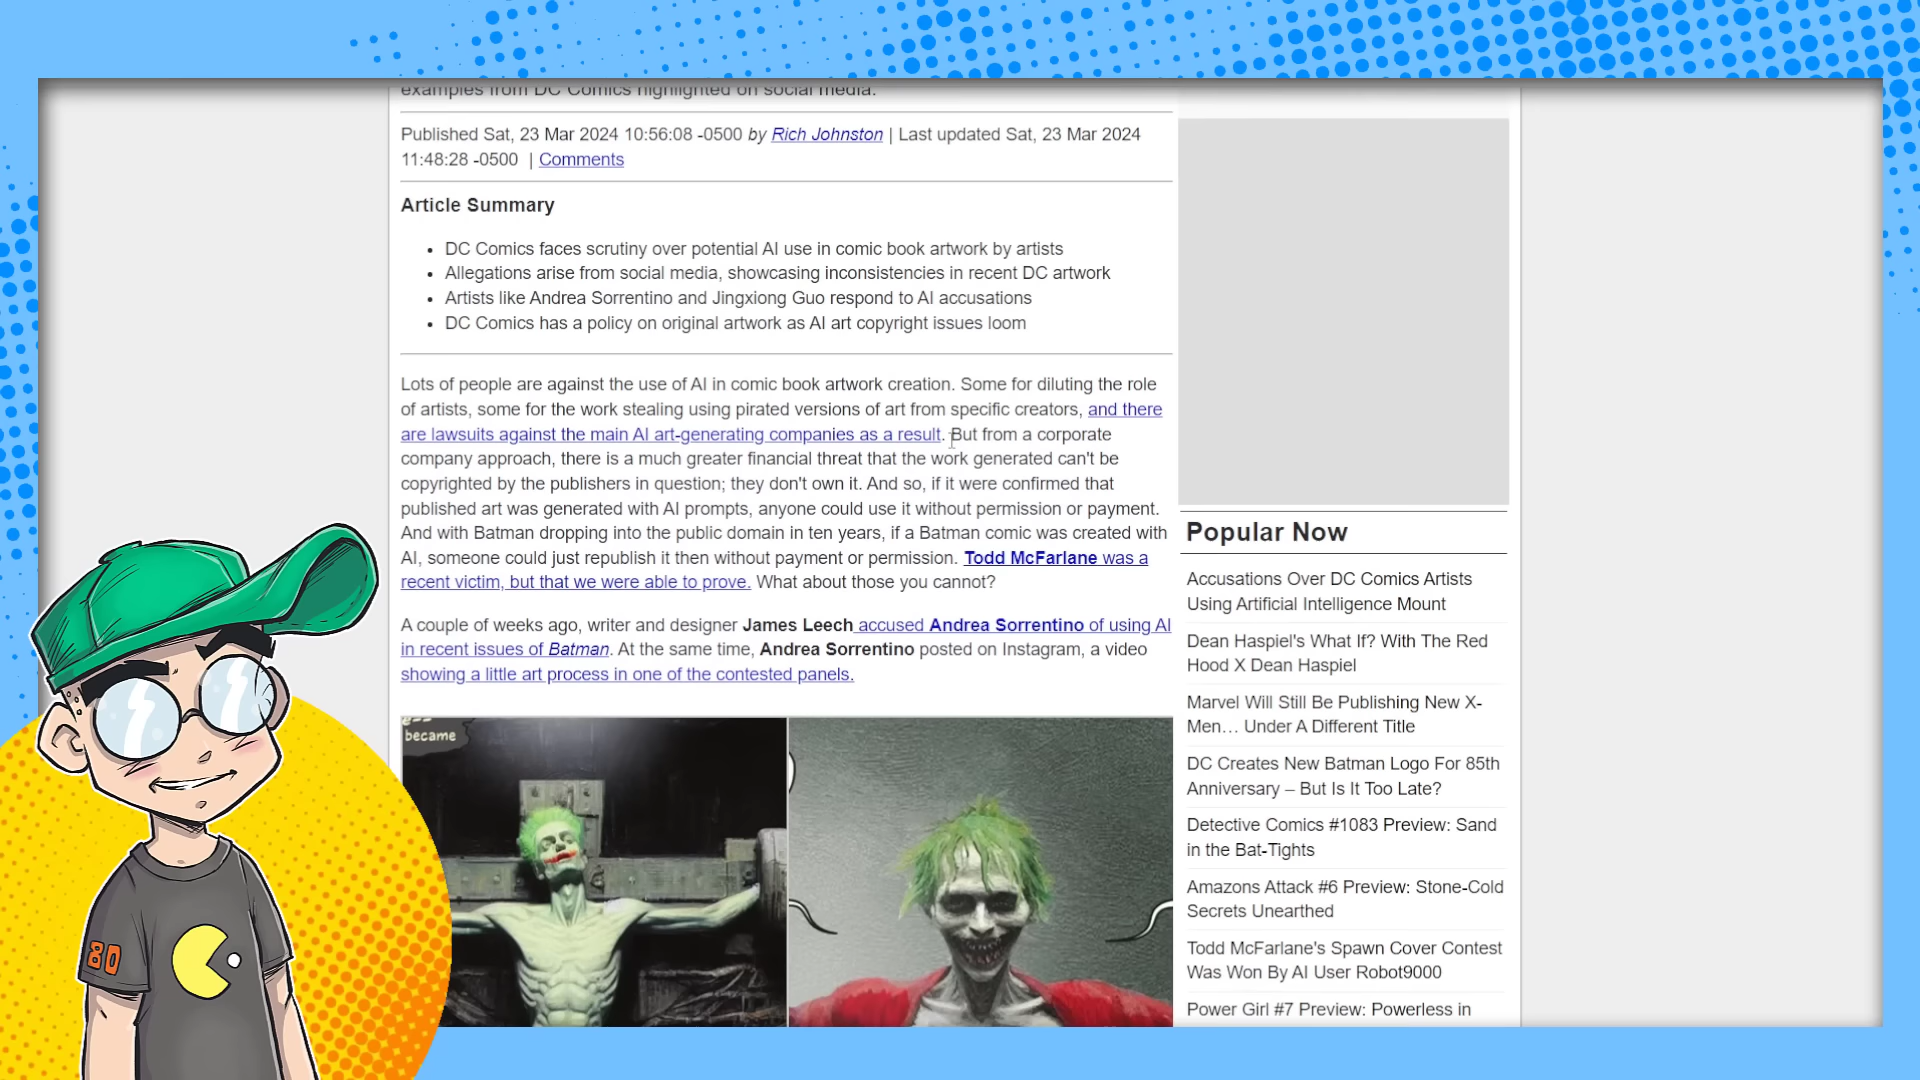 examples from DC Comics highlighted on social media.
Published Sat, 23 Mar 2024 10:56:08 -0500 by Rich Johnston | Last updated Sat, 23 Mar 2024
11:48:28 -0500 | Comments
Article Summary
• DC Comics faces scrutiny over potential AI use in comic book artwork by artists
• Allegations arise from social media, showcasing inconsistencies in recent DC artwork
• Artists like Andrea Sorrentino and Jingxiong Guo respond to AI accusations
• DC Comics has a policy on original artwork as AI art copyright issues loom
Lots of people are against the use of AI in comic book artwork creation. Some for diluting the role
of artists, some for the work stealing using pirated versions of art from specific creators, and there
are lawsuits against the main AI art-generating companies as a result. But from a corporate
company approach, there is a much greater financial threat that the work generated can't be
copyrighted by the publishers in question; they don't own it. And so, if it were confirmed that
published art was generated with AI prompts, anyone could use it without permission or payment.
And with Batman dropping into the public domain in ten years, if a Batman comic was created with
AI, someone could just republish it then without payment or permission. Todd McFarlane was a
recent victim, but that we were able to prove. What about those you cannot?
A couple of weeks ago, writer and designer James Leech accused Andrea Sorrentino of using AI
in recent issues of Batman. At the same time, Andrea Sorrentino posted on Instagram, a video
showing a little art process in one of the contested panels.
became
Popular Now
Accusations Over DC Comics Artists
Using Artificial Intelligence Mount
Dean Haspiel's What If? With The Red
Hood X Dean Haspiel
Marvel Will Still Be Publishing New X-
Men… Under A Different Title
DC Creates New Batman Logo For 85th
Anniversary – But Is It Too Late?
Detective Comics #1083 Preview: Sand
in the Bat-Tights
Amazons Attack #6 Preview: Stone-Cold
Secrets Unearthed
Todd McFarlane's Spawn Cover Contest
Was Won By AI User Robot9000
Power Girl #7 Preview: Powerless in
80